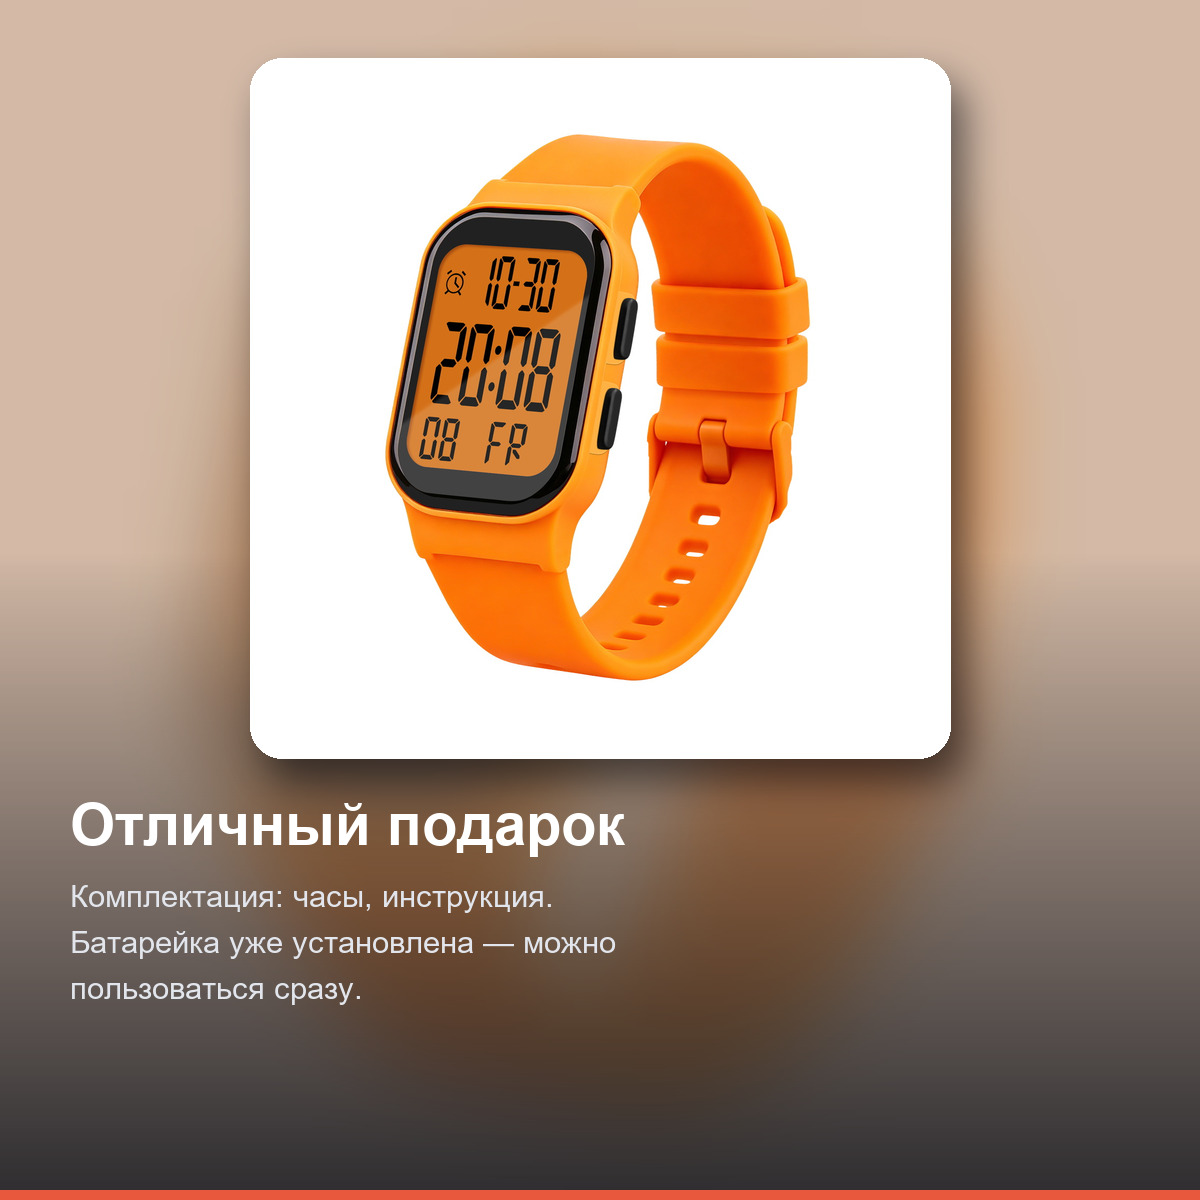 10-30
20:08
08 FR
Отличный подарок
Комплектация: часы, инструкция.
Батарейка уже установлена — можно
пользоваться сразу.